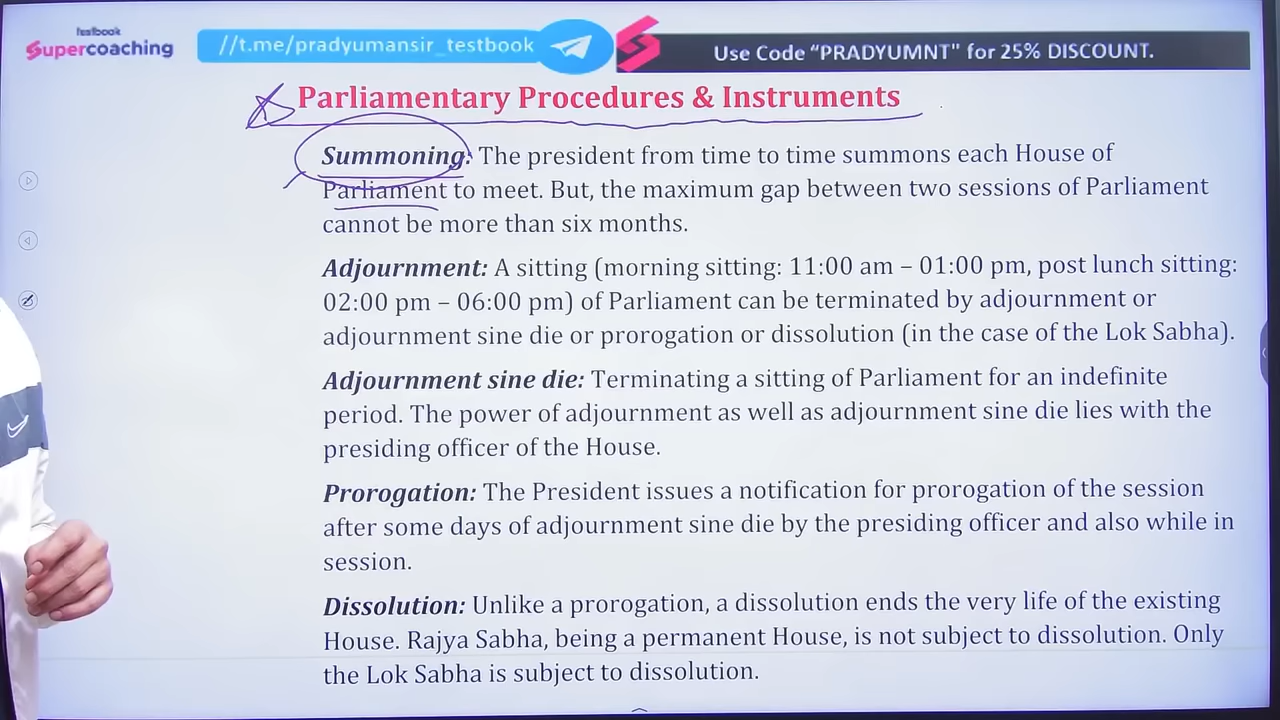 testbook
Supercoaching
//t.me/pradyumansir_testbook
Use Code “PRADYUMNT" for 25% DISCOUNT.
Parliamentary Procedures & Instruments
Summoning: The president from time to time summons each House of
Parliament to meet. But, the maximum gap between two sessions of Parliament
cannot be more than six months.
Adjournment: A sitting (morning sitting: 11:00 am – 01:00 pm, post lunch sitting:
02:00 pm – 06:00 pm) of Parliament can be terminated by adjournment or
adjournment sine die or prorogation or dissolution (in the case of the Lok Sabha).
Adjournment sine die: Terminating a sitting of Parliament for an indefinite
period. The power of adjournment as well as adjournment sine die lies with the
presiding officer of the House.
Prorogation: The President issues a notification for prorogation of the session
after some days of adjournment sine die by the presiding officer and also while in
session.
Dissolution: Unlike a prorogation, a dissolution ends the very life of the existing
House. Rajya Sabha, being a permanent House, is not subject to dissolution. Only
the Lok Sabha is subject to dissolution.